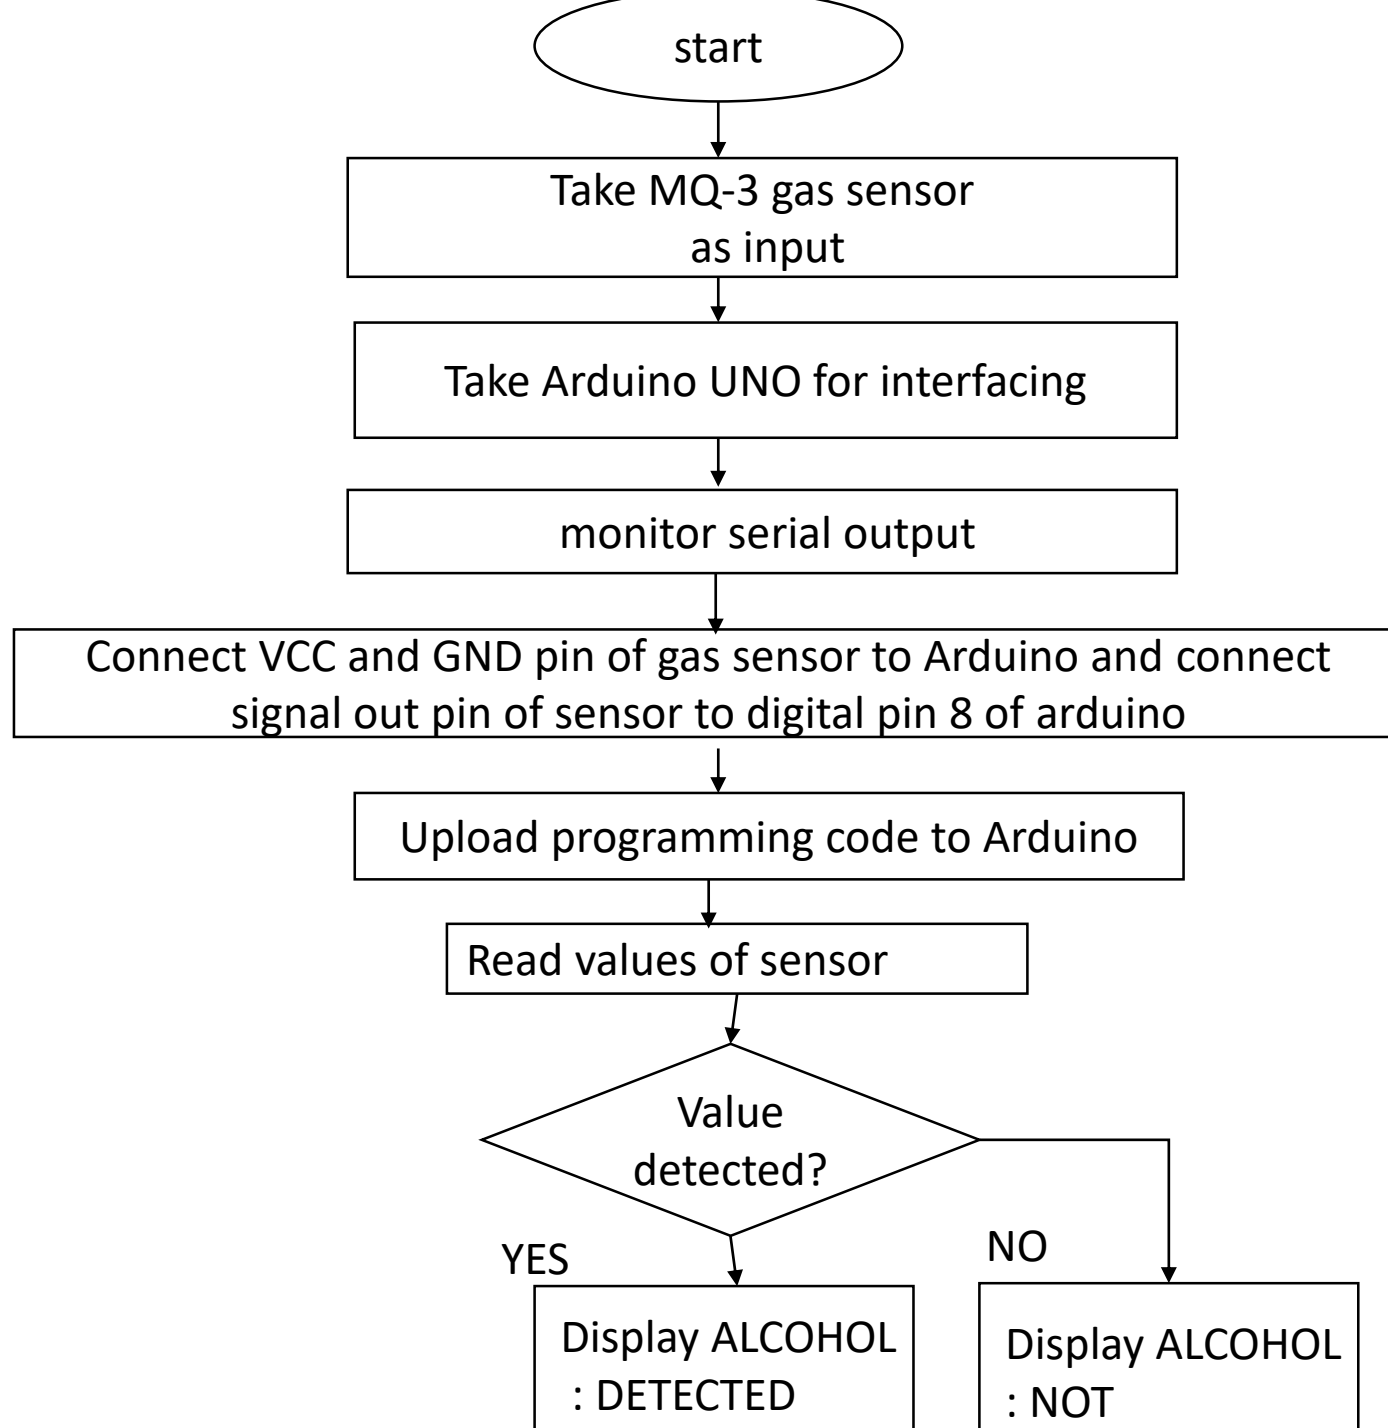 start
Take MQ-3 gas sensor
as input
Take Arduino UNO for interfacing
monitor serial output
Connect VCC and GND pin of gas sensor to Arduino and connect
signal out pin of sensor to digital pin 8 of arduino
Upload programming code to Arduino
Read values of sensor
Value
detected?
YES
NO
Display ALCOHOL
: DETECTED
Display ALCOHOL
: NOT